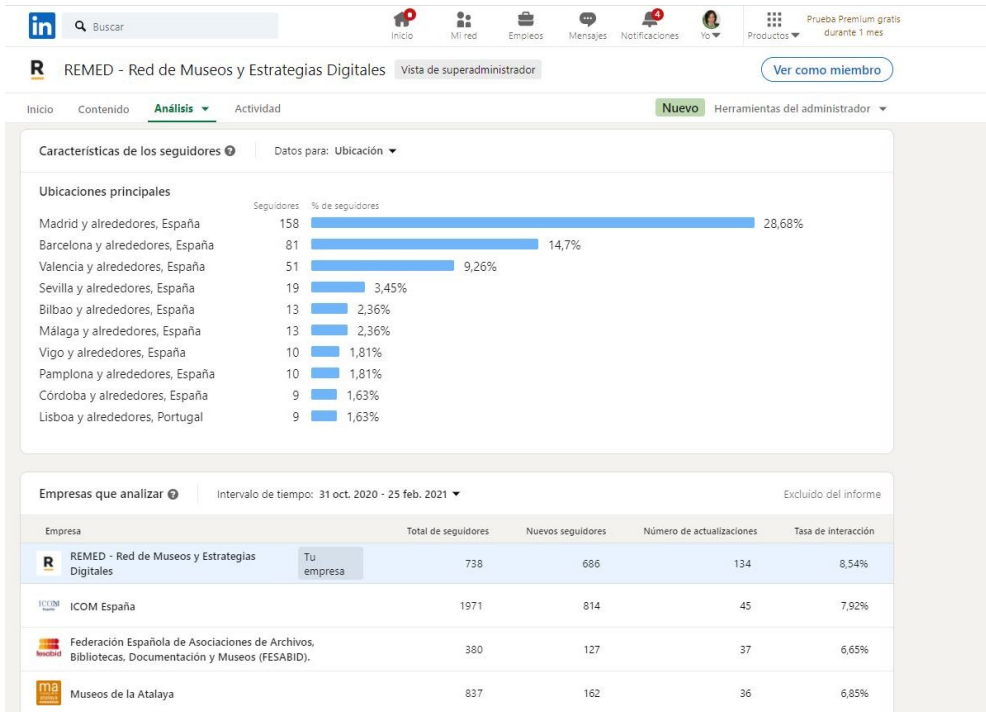 in
Buscar
Inicio
Mi red
Empleos
Mensajes
4
Notificaciones
Yo
Productos
Prueba Premium gratis
durante 1 mes
R REMED - Red de Museos y Estrategias Digitales Vista de superadministrador Ver como miembro
Inicio Contenido Análisis Actividad Nuevo Herramientas del administrador
Características de los seguidores ? Datos para: Ubicación
Ubicaciones principales
Seguidores % de seguidores
Madrid y alrededores, España 158 28,68%
Barcelona y alrededores, España 81 14,7%
Valencia y alrededores, España 51 9,26%
Sevilla y alrededores, España 19 3,45%
Bilbao y alrededores, España 13 2,36%
Málaga y alrededores, España 13 2,36%
Vigo y alrededores, España 10 1,81%
Pamplona y alrededores, España 10 1,81%
Córdoba y alrededores, España 9 1,63%
Lisboa y alrededores, Portugal 9 1,63%
Empresas que analizar ? Intervalo de tiempo: 31 oct. 2020 - 25 feb. 2021 Excluido del informe
Empresa Total de seguidores Nuevos seguidores Número de actualizaciones Tasa de interacción
R REMED - Red de Museos y Estrategias
Digitales
Tu
empresa
738 686 134 8,54%
ICOM ICOM España 1971 814 45 7,92%
fesabid
Federación Española de Asociaciones de Archivos,
Bibliotecas, Documentación y Museos (FESABID).
380 127 37 6,65%
ma Museos de la Atalaya 837 162 36 6,85%